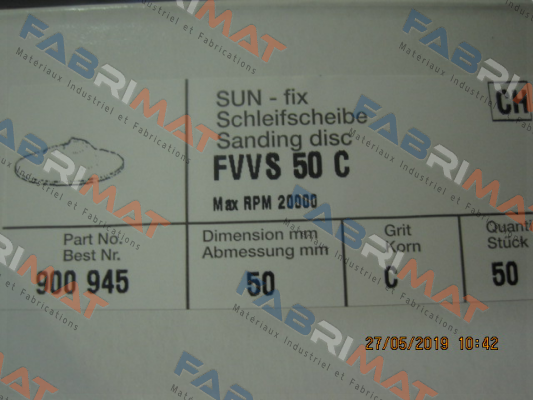 SUN - fix
Schleifscheibe
Sanding disc
FVVS 50 C
Max RPM 20000
CH
Part No.
Best Nr.
900 945
Dimension mm
Abmessung mm
50
Grit
Korn
C
Quanti
Stück
50
27/05/2019 10:42
FABRIMAT
Materiaux Industriel et Fabrications